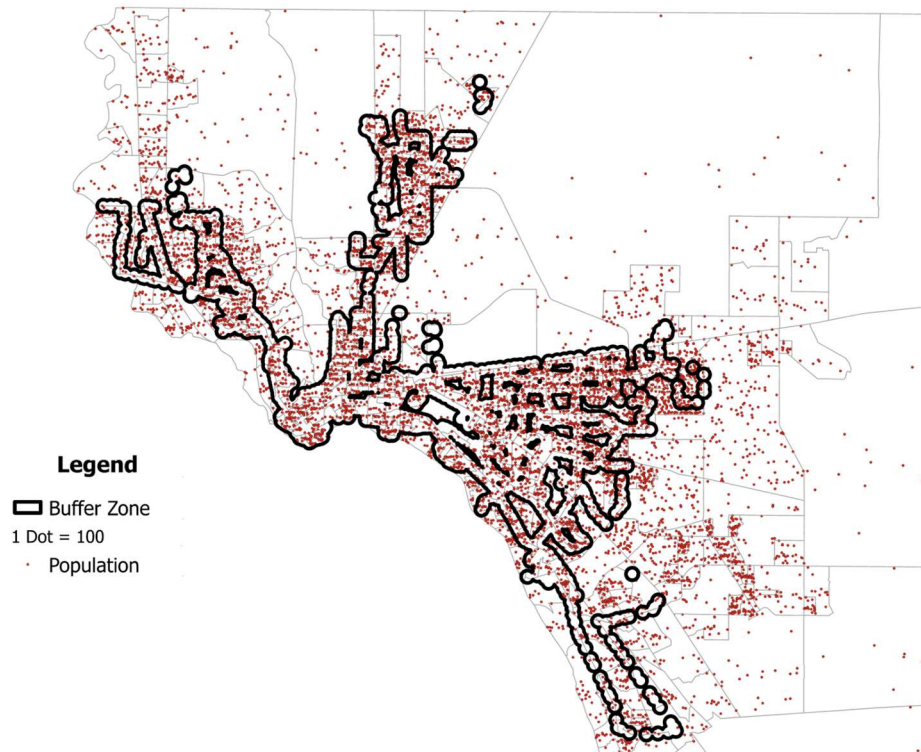 Legend
Buffer Zone
1 Dot = 100
Population